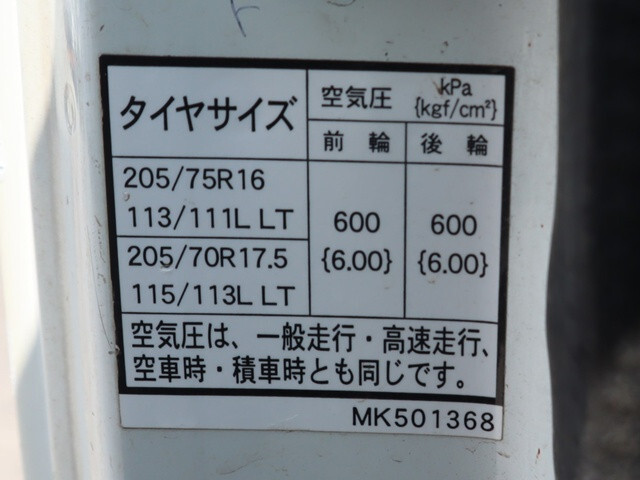 タイヤサイズ
空気圧 kPa
{kgf/cm²}
前輪 後輪
205/75R16
113/111L LT
600 600
{6.00} {6.00}
205/70R17.5
115/113L LT
空気圧は、一般走行・高速走行、
空車時・積車時とも同じです。
MK501368